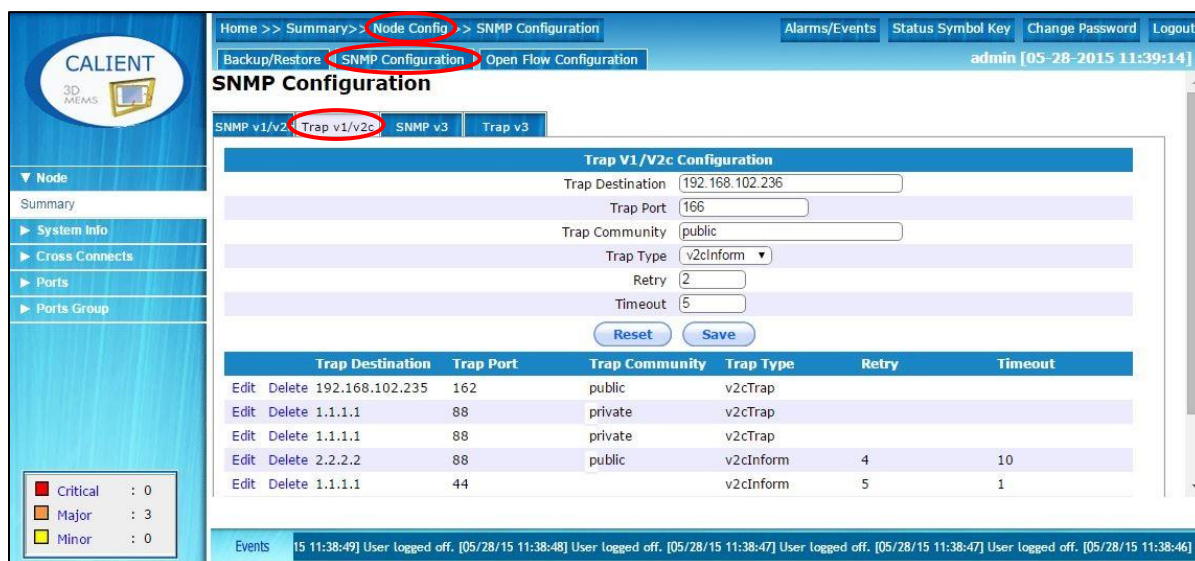 Home >> Summary>> Node Config >> SNMP Configuration
Alarms/Events Status Symbol Key Change Password Logout
CALIENT
3D
MEMS
Backup/Restore SNMP Configuration Open Flow Configuration
admin [05-28-2015 11:39:14]
SNMP Configuration
SNMP v1/v2 Trap v1/v2c SNMP v3 Trap v3
Trap V1/V2c Configuration
Trap Destination 192.168.102.236
Trap Port 166
Trap Community public
Trap Type v2cInform
Retry 2
Timeout 5
Reset Save
▼ Node
Summary
▶ System Info
▶ Cross Connects
▶ Ports
▶ Ports Group
Trap Destination Trap Port Trap Community Trap Type Retry Timeout
Edit Delete 192.168.102.235 162 public v2cTrap
Edit Delete 1.1.1.1 88 private v2cTrap
Edit Delete 1.1.1.1 88 private v2cTrap
Edit Delete 2.2.2.2 88 public v2cInform 4 10
Edit Delete 1.1.1.1 44 v2cInform 5 1
Critical : 0
Major : 3
Minor : 0
Events 15 11:38:49] User logged off. [05/28/15 11:38:48] User logged off. [05/28/15 11:38:47] User logged off. [05/28/15 11:38:47] User logged off. [05/28/15 11:38:46]